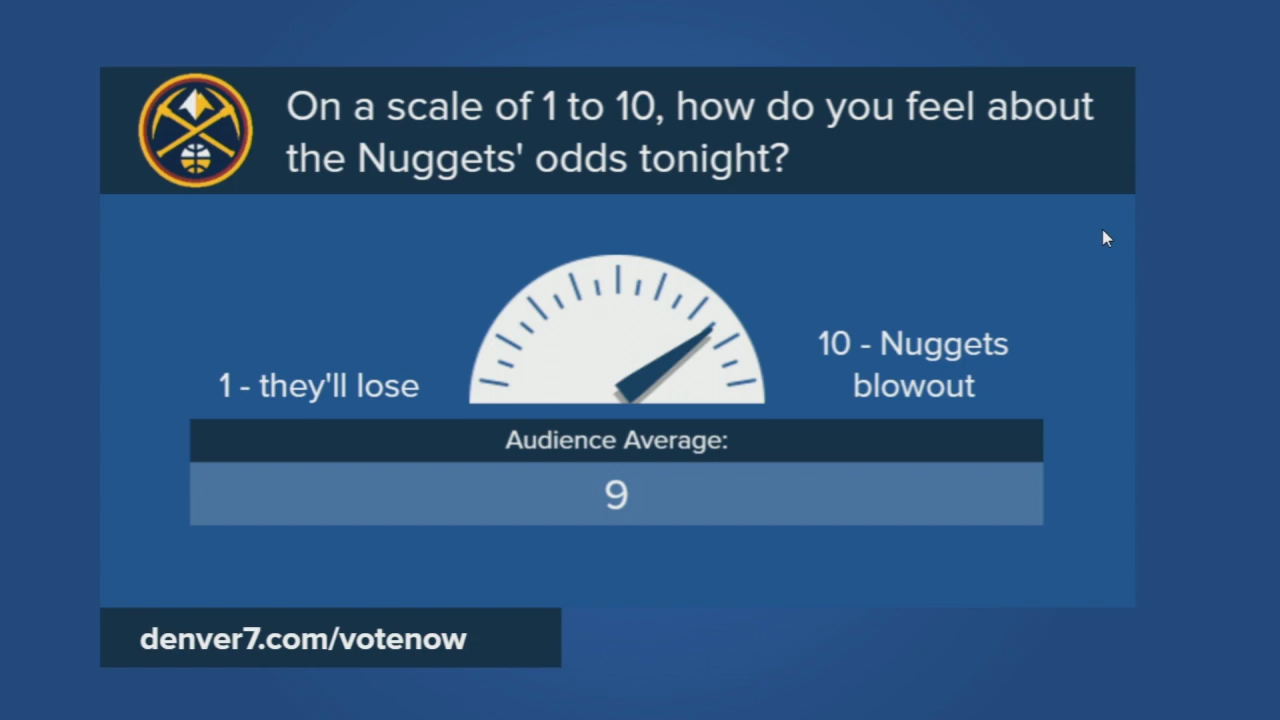 On a scale of 1 to 10, how do you feel about
the Nuggets' odds tonight?
1 - they'll lose
10 - Nuggets
blowout
Audience Average:
9
denver7.com/votenow